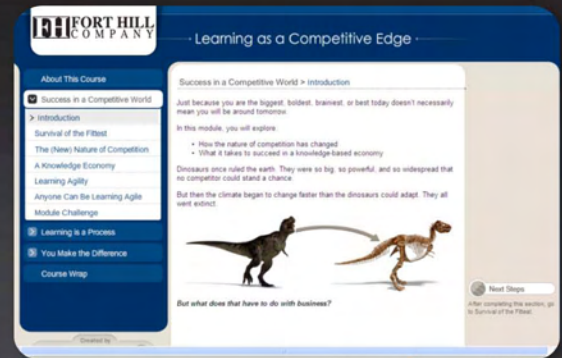 FH FORT HILL
COMPANY
Learning as a Competitive Edge
About This Course
Success in a Competitive World
> Introduction
Survival of the Fittest
The (New) Nature of Competition
A Knowledge Economy
Learning Agility
Anyone Can Be Learning Agile
Module Challenge
Learning is a Process
You Make the Difference
Course Wrap
Created by
Success in a Competitive World > Introduction
Just because you are the biggest, boldest, brainiest, or best today doesn't necessarily
mean you will be around tomorrow.
In this module, you will explore:
• How the nature of competition has changed
• What it takes to succeed in a knowledge-based economy
Dinosaurs once ruled the earth. They were so big, so powerful, and so widespread that
no competitor could stand a chance.
But then the climate began to change faster than the dinosaurs could adapt. They all
went extinct.
But what does that have to do with business?
Next Steps
After completing this section, go
to Survival of the Fittest.